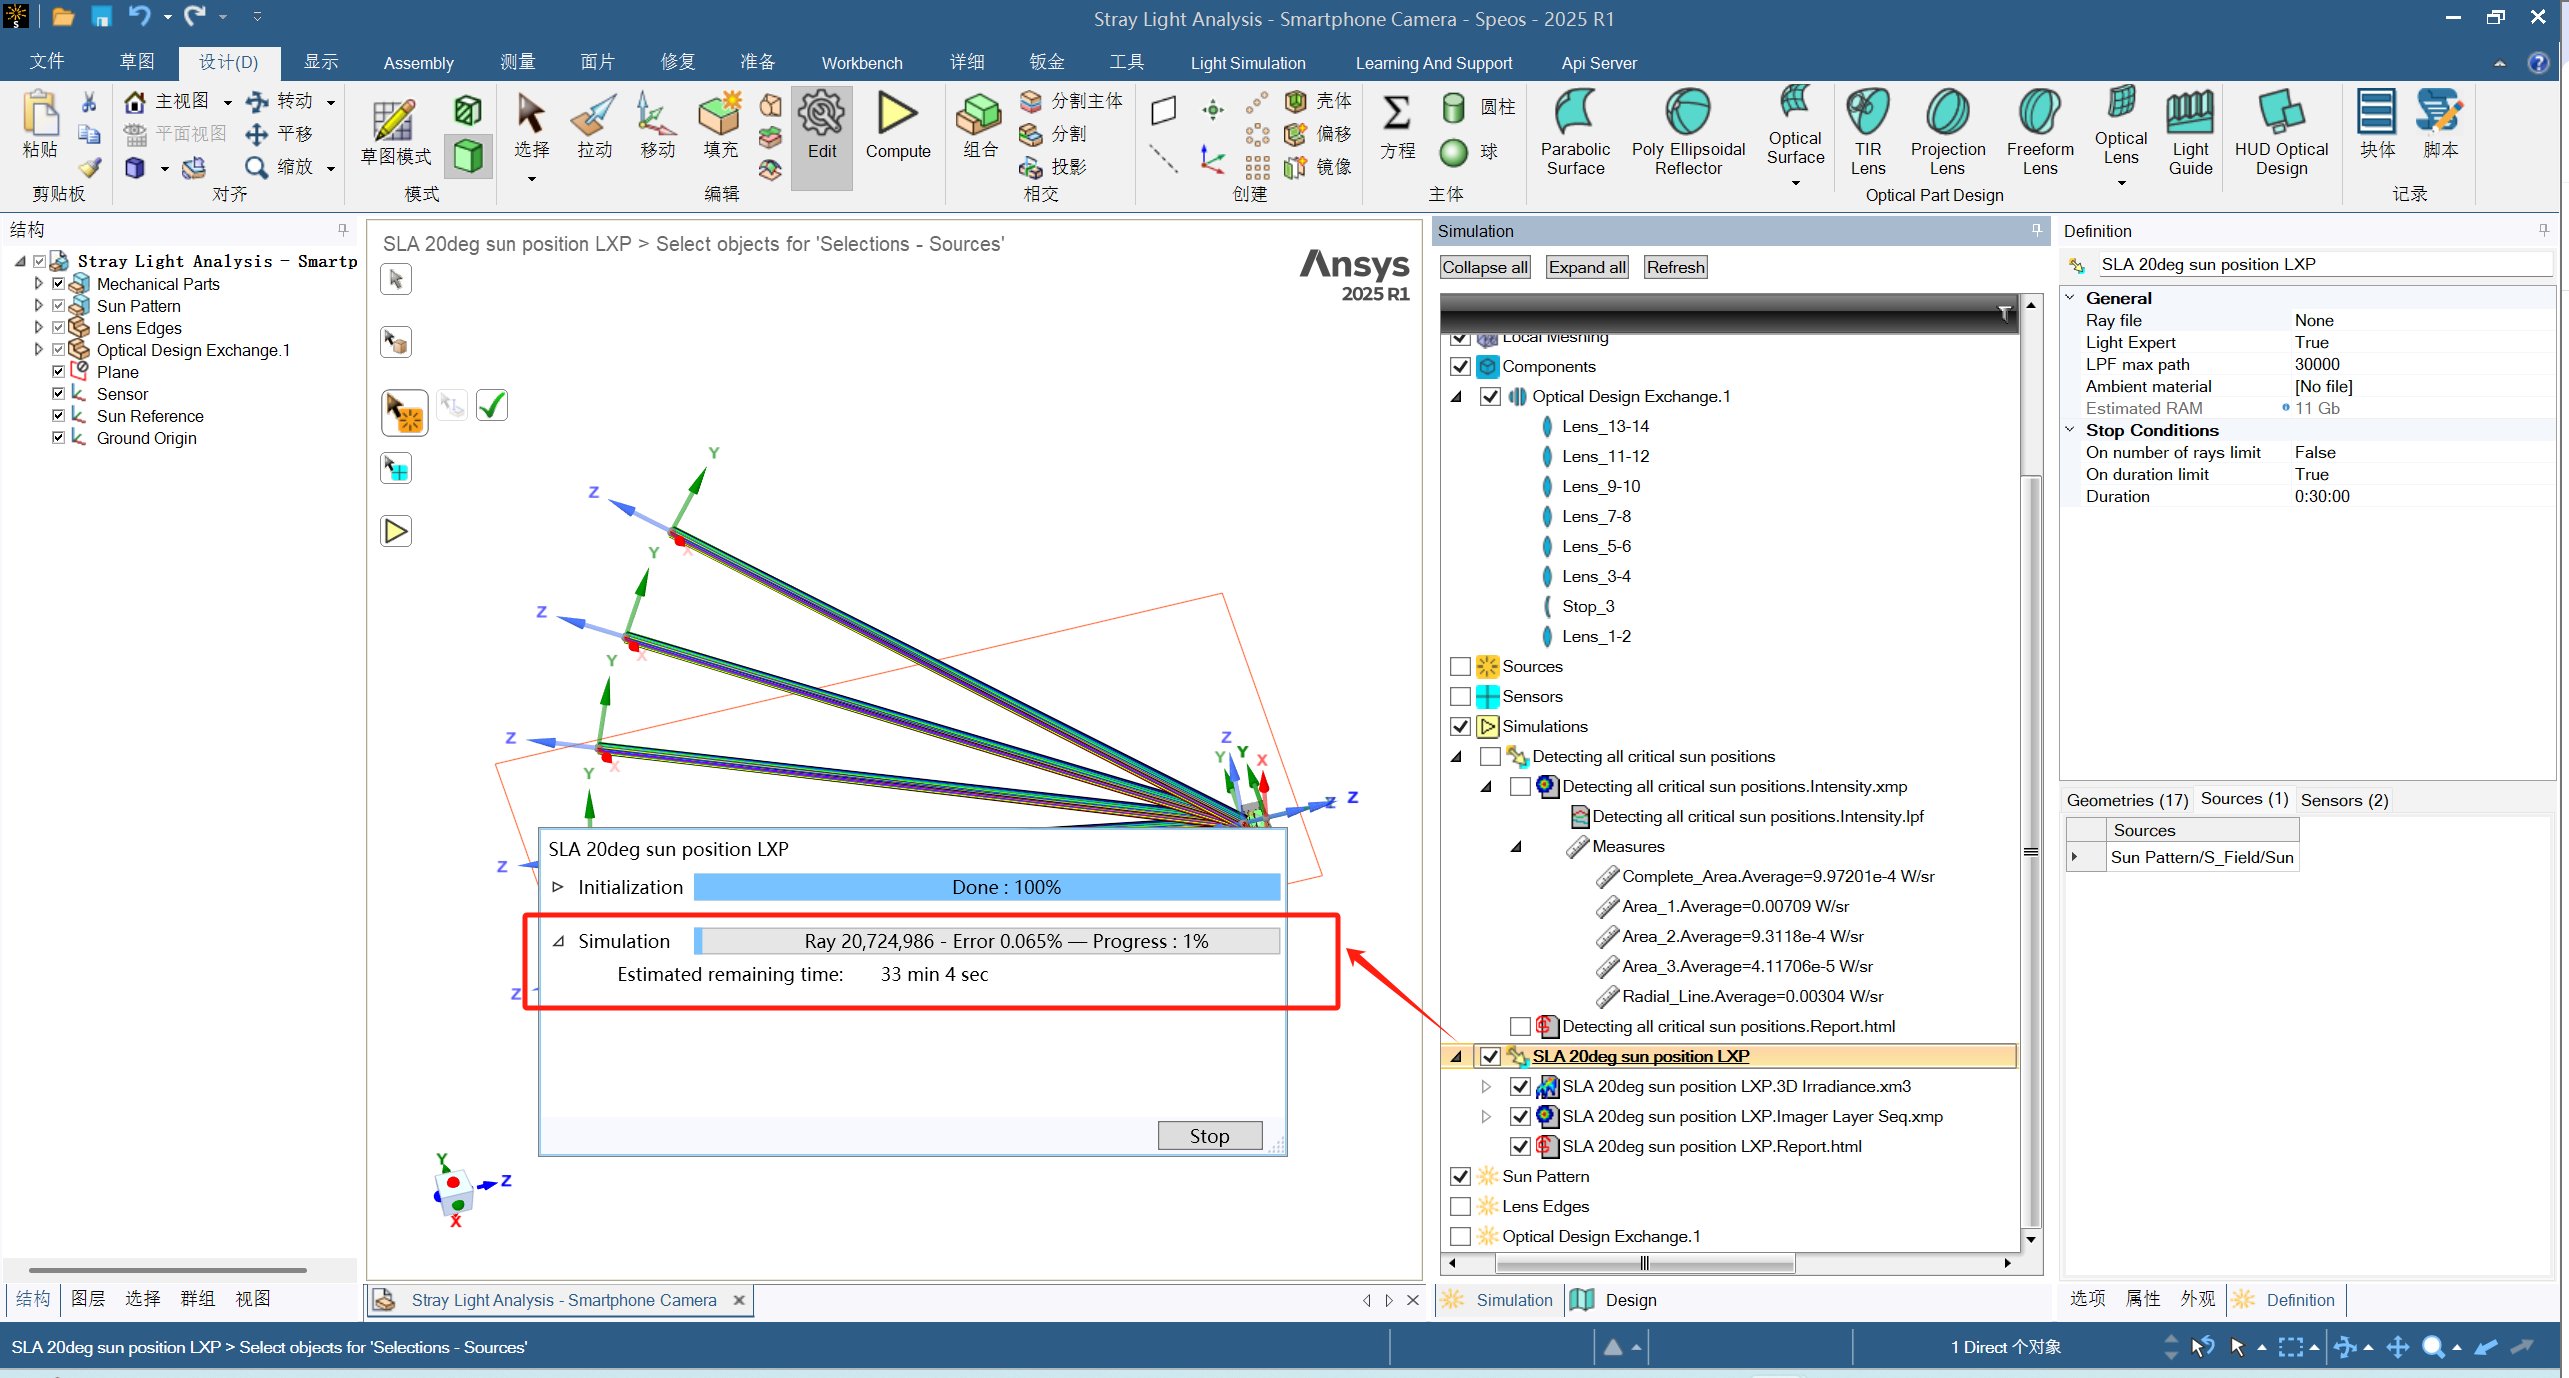 Stray Light Analysis - Smartphone Camera - Speos - 2025 R1
文件 草图 设计(D) 显示 Assembly 测量 面片 修复 准备 Workbench 详细 钣金 工具 Light Simulation Learning And Support Api Server
粘贴
剪贴板
主视图 转动
平面视图 平移
缩放
对齐
草图模式
模式
选择 拉动 移动 填充 Edit Compute
编辑
组合
分割主体
分割
投影
相交
壳体
偏移
镜像
创建
方程
圆柱
球
主体
Parabolic Surface
Poly Ellipsoidal Reflector
Optical Surface
TIR Lens
Projection Lens
Freeform Lens
Optical Lens
Light Guide
HUD Optical Design
Optical Part Design
块体 脚本
记录
结构
Stray Light Analysis - Smartp
Mechanical Parts
Sun Pattern
Lens Edges
Optical Design Exchange.1
Plane
Sensor
Sun Reference
Ground Origin
SLA 20deg sun position LXP > Select objects for 'Selections - Sources'
Ansys
2025 R1
Y
Z
Y
X
Z
Y
X
Z
X
Y
Z
Y
Y
X
Z
Z
Z
Z
SLA 20deg sun position LXP
Initialization Done : 100%
Simulation Ray 20,724,986 - Error 0.065% — Progress : 1%
Estimated remaining time: 33 min 4 sec
Stop
Y
Z
X
Simulation
Collapse all Expand all Refresh
Local Meshing
Components
Optical Design Exchange.1
Lens_13-14
Lens_11-12
Lens_9-10
Lens_7-8
Lens_5-6
Lens_3-4
Stop_3
Lens_1-2
Sources
Sensors
Simulations
Detecting all critical sun positions
Detecting all critical sun positions.Intensity.xmp
Detecting all critical sun positions.Intensity.lpf
Measures
Complete_Area.Average=9.97201e-4 W/sr
Area_1.Average=0.00709 W/sr
Area_2.Average=9.3118e-4 W/sr
Area_3.Average=4.11706e-5 W/sr
Radial_Line.Average=0.00304 W/sr
Detecting all critical sun positions.Report.html
SLA 20deg sun position LXP
SLA 20deg sun position LXP.3D Irradiance.xm3
SLA 20deg sun position LXP.Imager Layer Seq.xmp
SLA 20deg sun position LXP.Report.html
Sun Pattern
Lens Edges
Optical Design Exchange.1
Definition
SLA 20deg sun position LXP
General
Ray file None
Light Expert True
LPF max path 30000
Ambient material [No file]
Estimated RAM 11 Gb
Stop Conditions
On number of rays limit False
On duration limit True
Duration 0:30:00
Geometries (17) Sources (1) Sensors (2)
Sources
Sun Pattern/S_Field/Sun
结构 图层 选择 群组 视图
Stray Light Analysis - Smartphone Camera
Simulation Design
选项 属性 外观 Definition
SLA 20deg sun position LXP > Select objects for 'Selections - Sources'
1 Direct 个对象